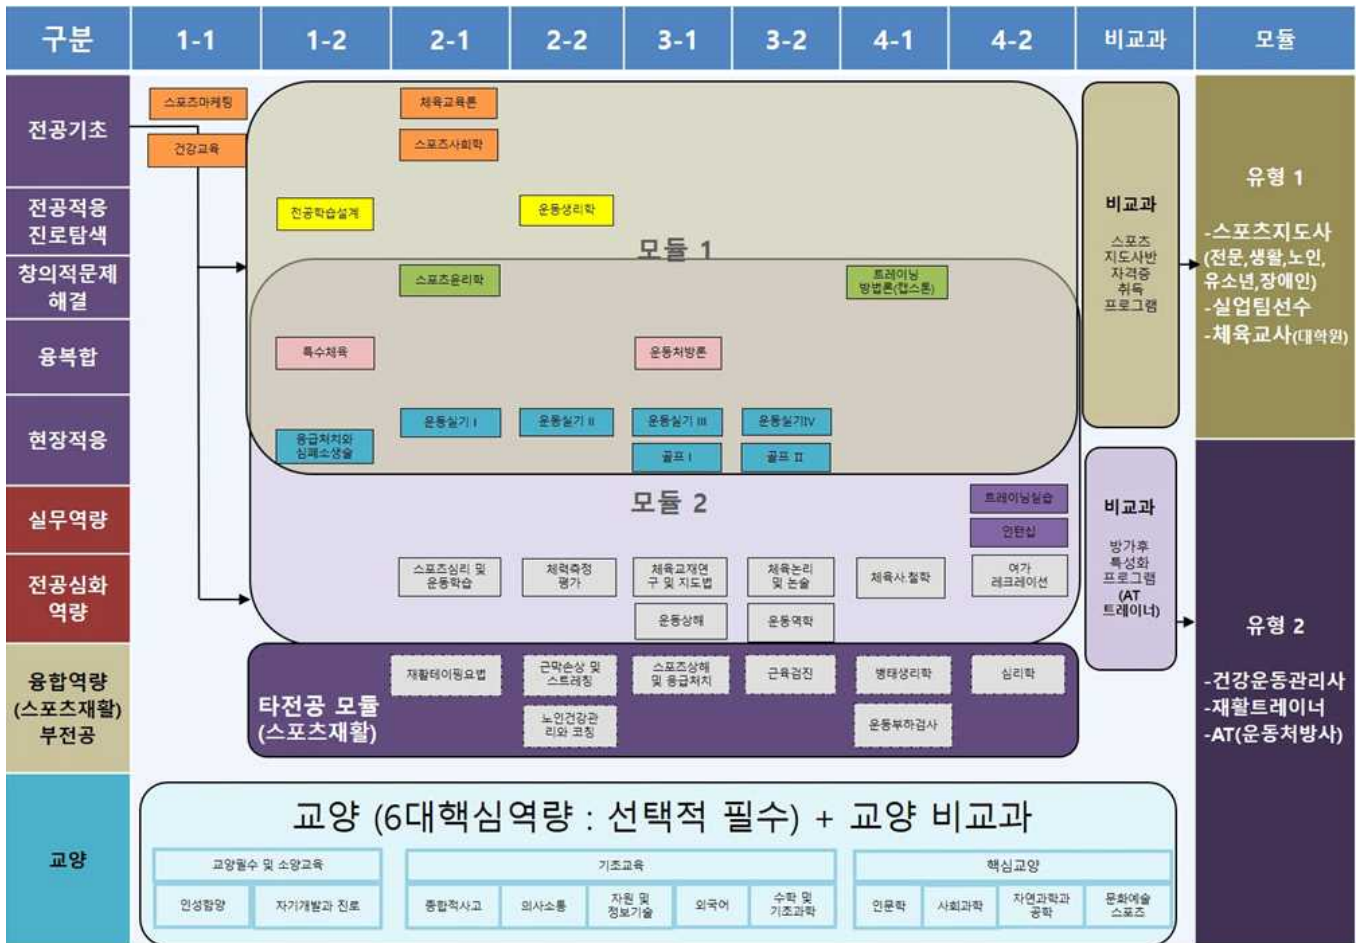 구분 1-1 1-2 2-1 2-2 3-1 3-2 4-1 4-2 비교과 모듈
전공기초
스포츠마케팅
건강교육
체육교육론
스포츠사회학
전공적응
진로탐색
전공학습설계
운동생리학
모듈 1
창의적문제
해결
스포츠윤리학
트레이닝
방법론(캡스톤)
융복합
특수체육
운동처방론
현장적응
응급처치와
심폐소생술
운동실기 I
운동실기 II
운동실기 III
운동실기IV
골프 I
골프 II
모듈 2
실무역량
트레이닝실습
인턴십
전공심화
역량
스포츠심리 및
운동학습
체력측정
평가
체육교재연
구 및 지도법
체육논리
및 논술
체육사.철학
여가
레크레이션
운동상해
운동역학
융합역량
(스포츠재활)
부전공
타전공 모듈
(스포츠재활)
재활테이핑요법
근막손상 및
스트레칭
스포츠상해
및 응급처치
근육검진
병태생리학
심리학
노인건강관
리와 코칭
운동부하검사
비교과
스포츠
지도사반
자격증
취득
프로그램
비교과
방가후
특성화
프로그램
(AT
트레이너)
유형 1
-스포츠지도사
(전문,생활,노인,
유소년,장애인)
-실업팀선수
-체육교사(대학원)
유형 2
-건강운동관리사
-재활트레이너
-AT(운동처방사)
교양
교양 (6대핵심역량 : 선택적 필수) + 교양 비교과
교양필수 및 소양교육
기초교육
핵심교양
인성함양
자기개발과 진로
종합적사고
의사소통
자원 및
정보기술
외국어
수학 및
기초과학
인문학
사회과학
자연과학과
공학
문화예술
스포츠